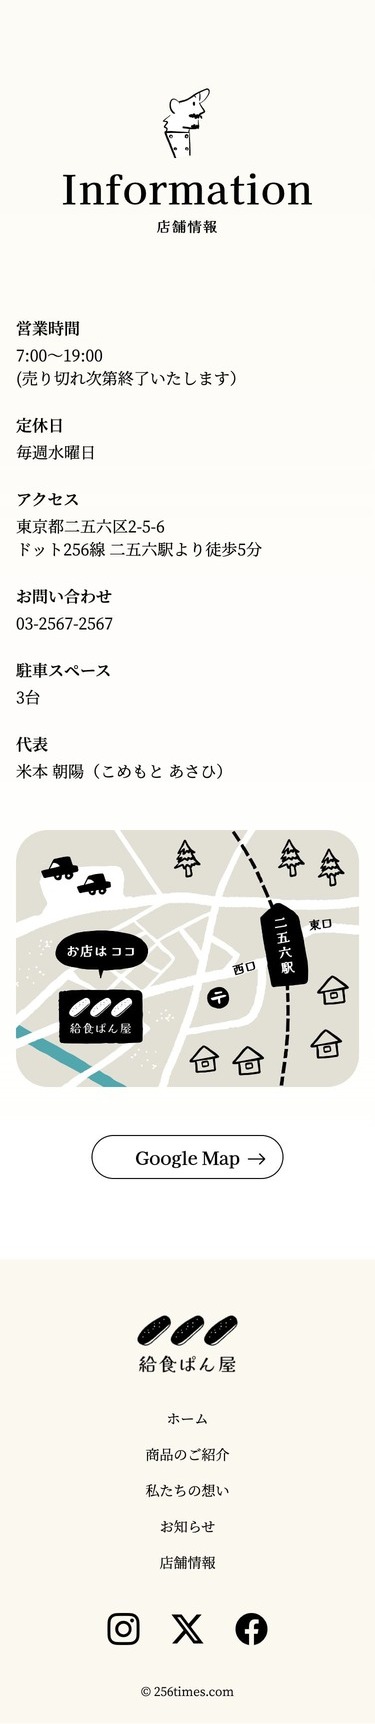 Information
店舗情報
営業時間
7:00〜19:00
(売り切れ次第終了いたします）
定休日
毎週水曜日
アクセス
東京都二五六区2-5-6
ドット256線 二五六駅より徒歩5分
お問い合わせ
03-2567-2567
駐車スペース
3台
代表
米本 朝陽（こめもと あさひ）
二五六駅
東口
西口
お店はココ
給食ぱん屋
Google Map →
給食ぱん屋
ホーム
商品のご紹介
私たちの想い
お知らせ
店舗情報
© 256times.com